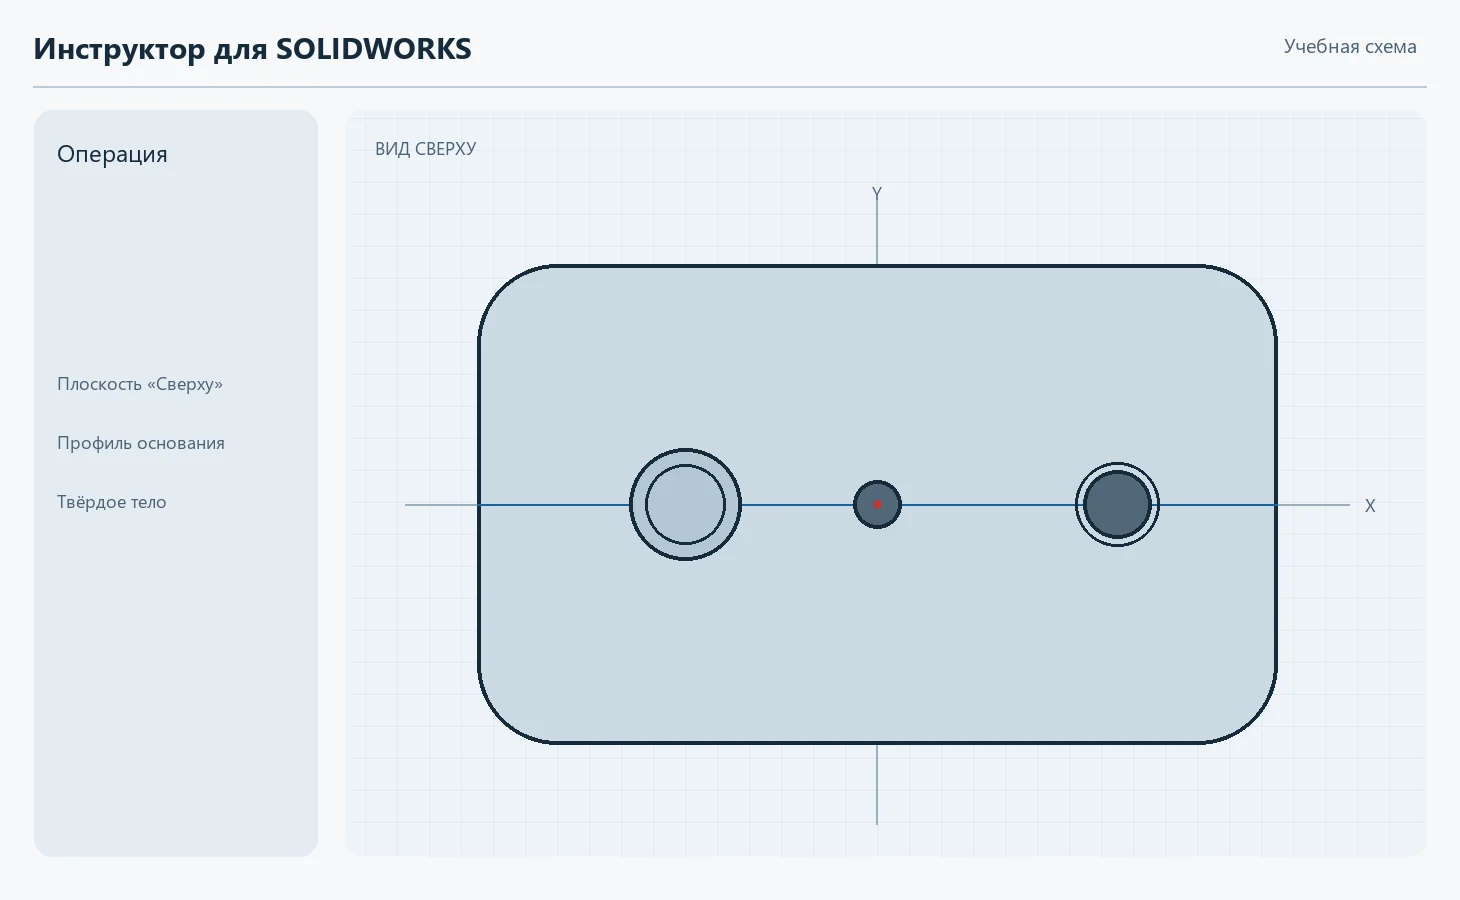 Инструктор для SOLIDWORKS
Учебная схема
Операция
Плоскость «Сверху»
Профиль основания
Твёрдое тело
ВИД СВЕРХУ
Y
X